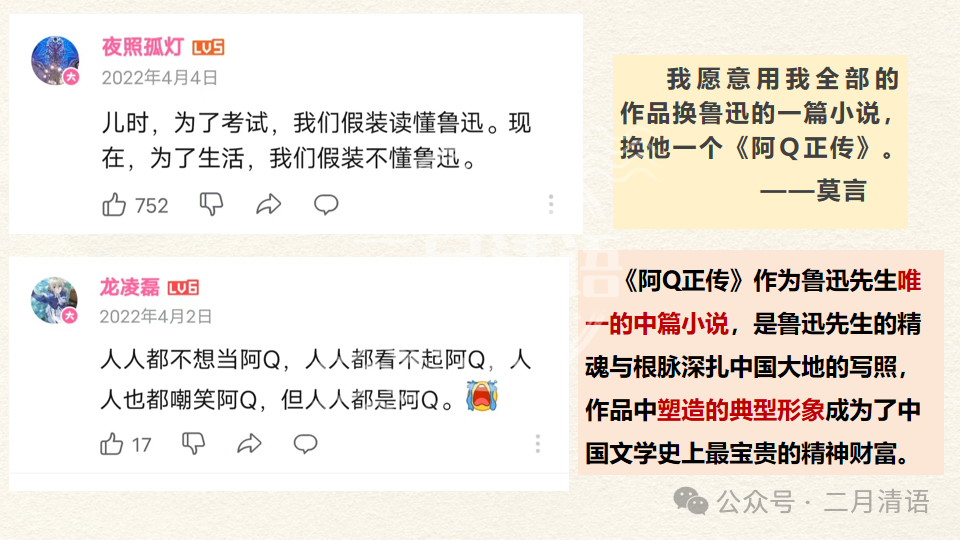 夜照孤灯 LV5
2022年4月4日
儿时，为了考试，我们假装读懂鲁迅。现
在，为了生活，我们假装不懂鲁迅。
752
龙凌磊 LV6
2022年4月2日
人人都不想当阿Q，人人都看不起阿Q，人
人也都嘲笑阿Q，但人人都是阿Q。
17
我愿意用我全部的
作品换鲁迅的一篇小说，
换他一个《阿Q正传》。
——莫言
《阿Q正传》作为鲁迅先生唯
一的中篇小说，是鲁迅先生的精
魂与根脉深扎中国大地的写照，
作品中塑造的典型形象成为了中
国文学史上最宝贵的精神财富。
公众号·二月清语